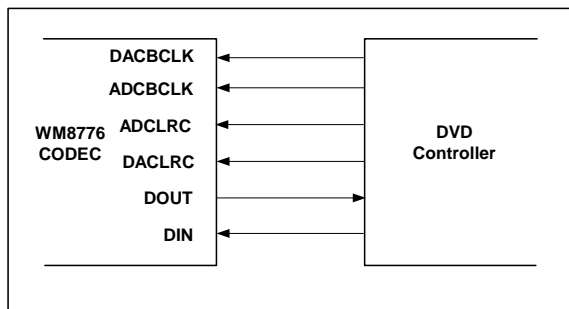 DACBCLK
ADCBCLK
ADCLRC
DACLRC
DOUT
DIN
WM8776
CODEC
DVD
Controller